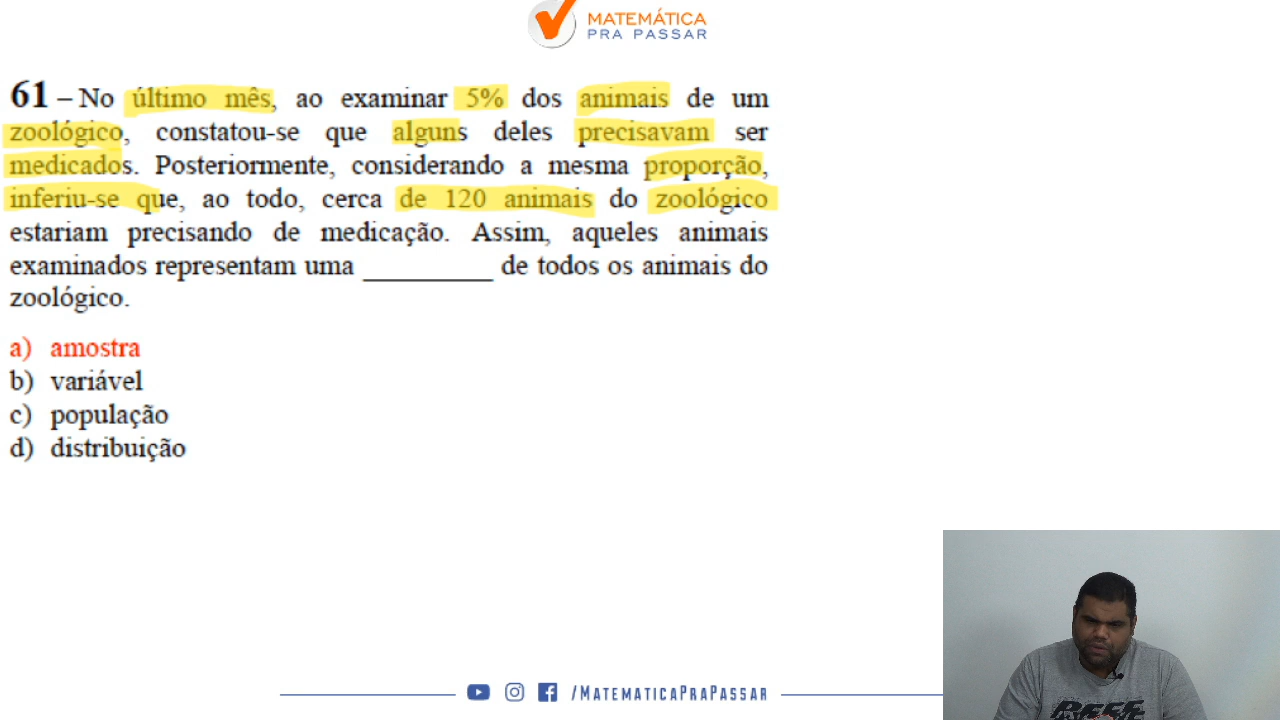 MATEMÁTICA
PRA PASSAR
61 – No último mês, ao examinar 5% dos animais de um
zoológico, constatou-se que alguns deles precisavam ser
medicados. Posteriormente, considerando a mesma proporção,
inferiu-se que, ao todo, cerca de 120 animais do zoológico
estariam precisando de medicação. Assim, aqueles animais
examinados representam uma __________ de todos os animais do
zoológico.
a) amostra
b) variável
c) população
d) distribuição
/MATEMATICAPRAPASSAR